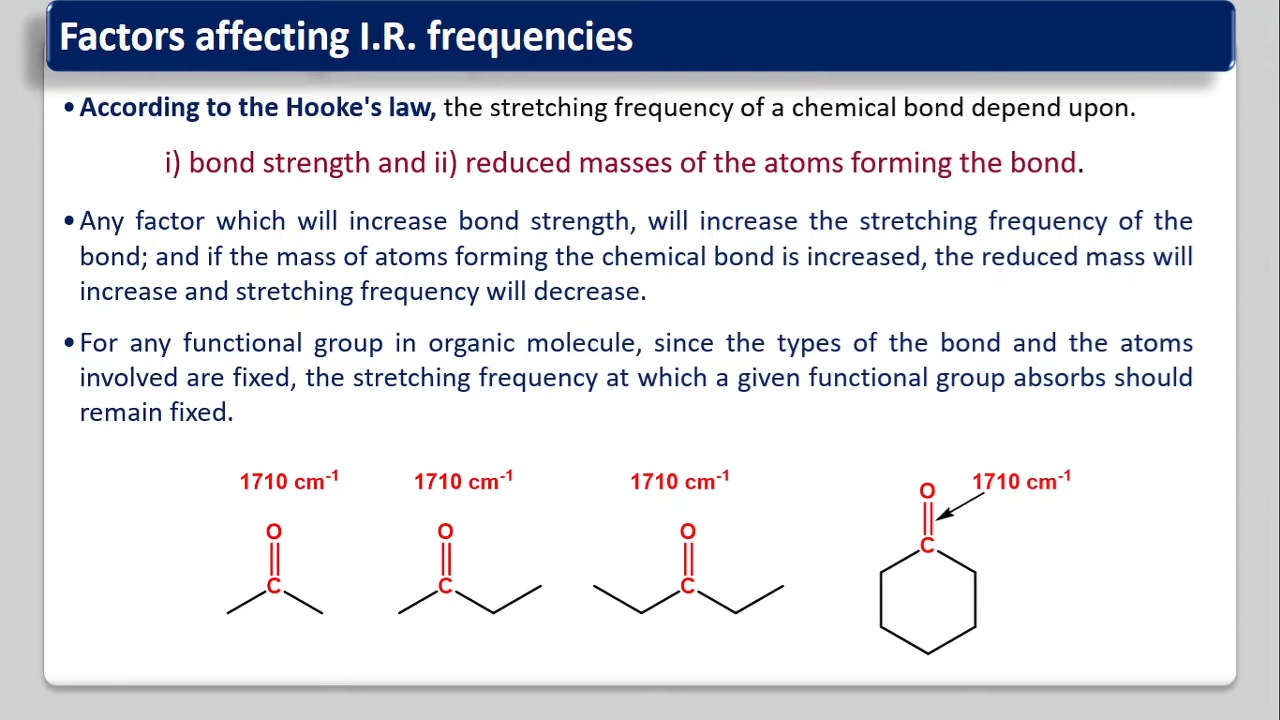 Factors affecting I.R. frequencies
•According to the Hooke's law, the stretching frequency of a chemical bond depend upon.
i) bond strength and ii) reduced masses of the atoms forming the bond.
•Any factor which will increase bond strength, will increase the stretching frequency of the
bond; and if the mass of atoms forming the chemical bond is increased, the reduced mass will
increase and stretching frequency will decrease.
•For any functional group in organic molecule, since the types of the bond and the atoms
involved are fixed, the stretching frequency at which a given functional group absorbs should
remain fixed.
1710 cm⁻¹ 1710 cm⁻¹ 1710 cm⁻¹ 1710 cm⁻¹
O O O O
C C C C